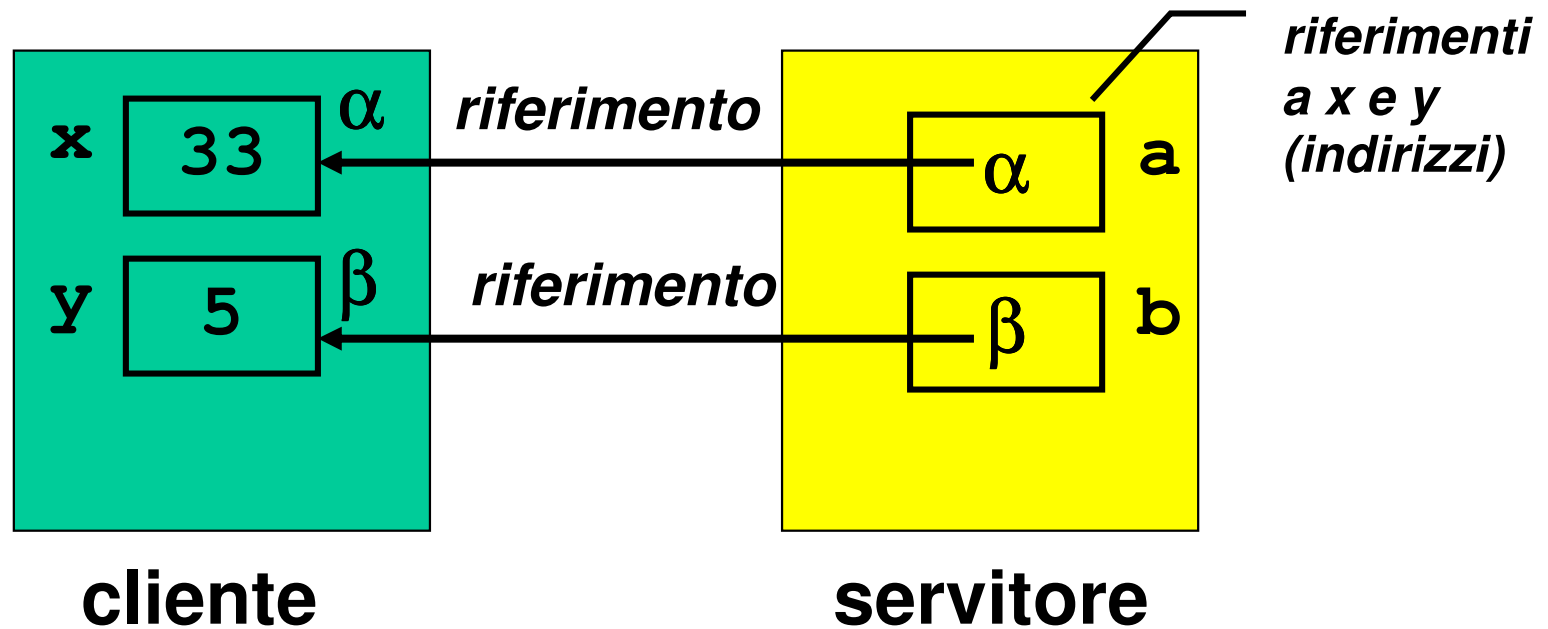 riferimenti
a x e y
(indirizzi)
x 33 α riferimento α a
y 5 β riferimento β b
cliente servitore